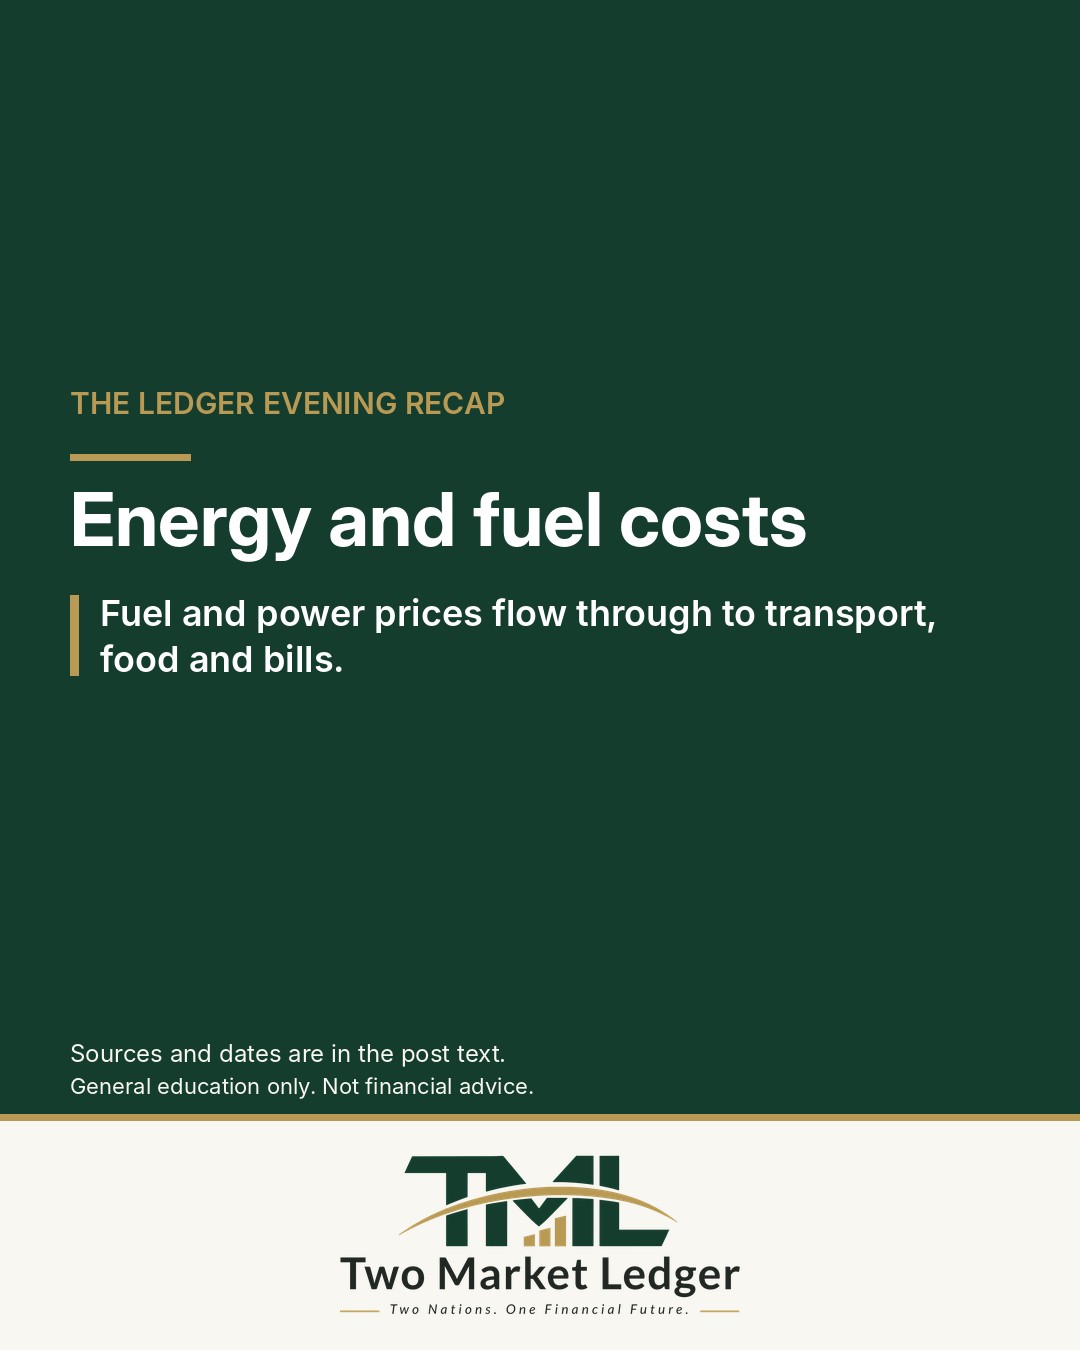 THE LEDGER EVENING RECAP
Energy and fuel costs
Fuel and power prices flow through to transport,
food and bills.
Sources and dates are in the post text.
General education only. Not financial advice.
TML
Two Market Ledger
Two Nations. One Financial Future.